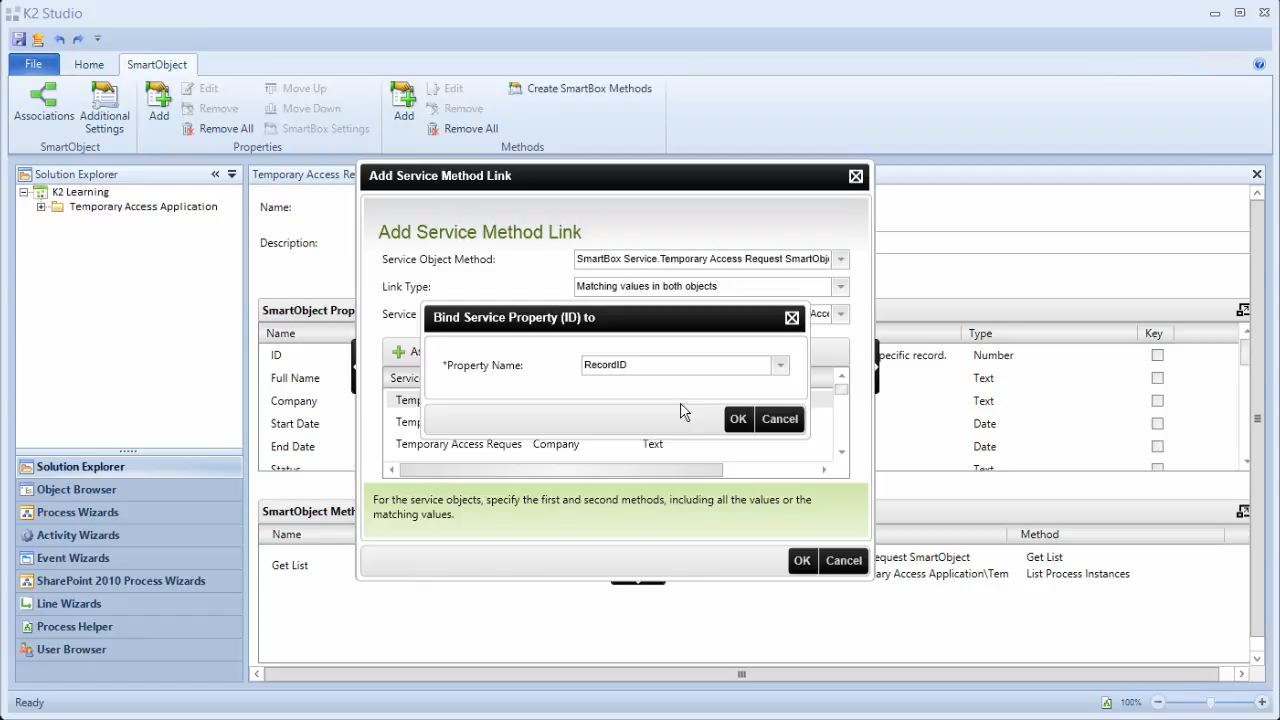 K2 Studio
File
Home
SmartObject
Associations
Additional
Settings
SmartObject
Add
Edit
Remove
Remove All
Move Up
Move Down
SmartBox Settings
Properties
Add
Edit
Remove
Remove All
Create SmartBox Methods
Methods
Solution Explorer
K2 Learning
Temporary Access Application
Solution Explorer
Object Browser
Process Wizards
Activity Wizards
Event Wizards
SharePoint 2010 Process Wizards
Line Wizards
Process Helper
User Browser
Temporary Access Re
Name:
Description:
SmartObject Prop
Name
Type
Key
ID
pecific record.
Number
Full Name
Text
Company
Text
Start Date
Date
End Date
Date
Status
Text
SmartObject Meth
Name
Method
Get List
equest SmartObject
Get List
ary Access Application\Tem
List Process Instances
Add Service Method Link
Add Service Method Link
Service Object Method:
SmartBox Service.Temporary Access Request SmartObj
Link Type:
Matching values in both objects
Service
Acce
Servic
Temp
Temp
Temporary Access Reques
Company
Text
For the service objects, specify the first and second methods, including all the values or the
matching values.
OK
Cancel
Bind Service Property (ID) to
*Property Name:
RecordID
OK
Cancel
Ready
100%